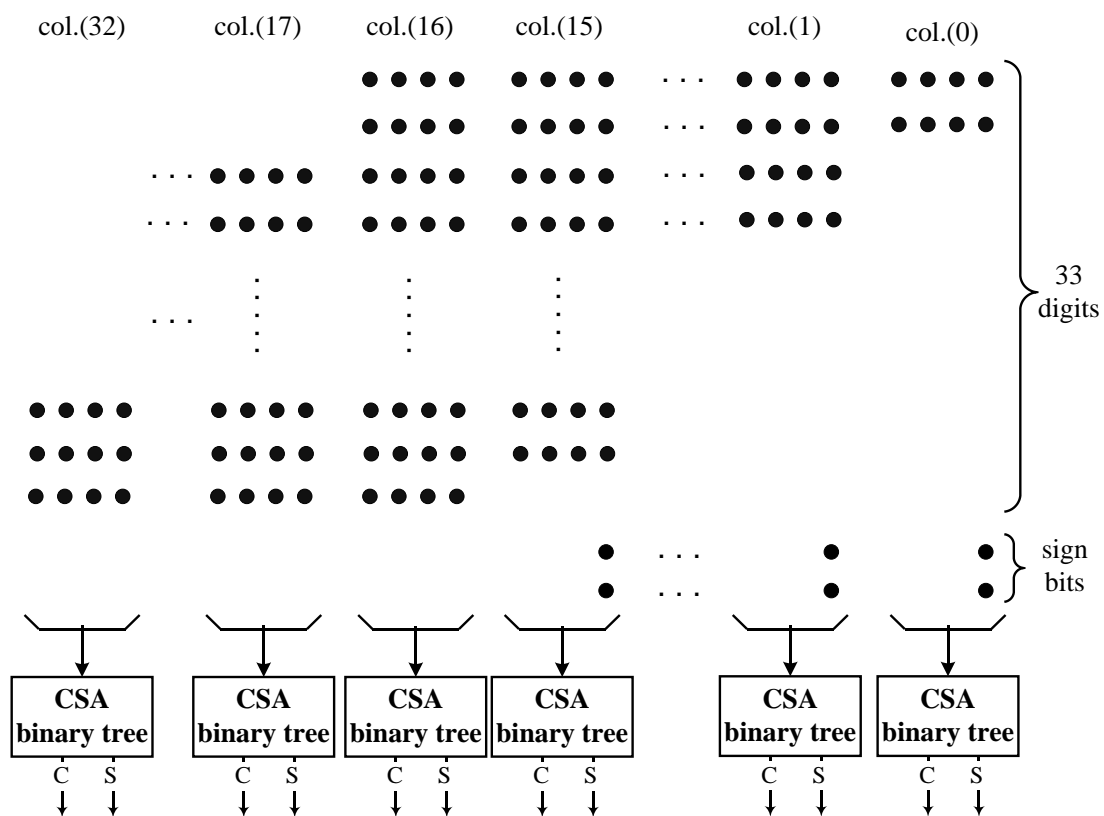 col.(32) col.(17) col.(16) col.(15) col.(1) col.(0)
33
digits
sign
bits
CSA
binary tree
CSA
binary tree
CSA
binary tree
CSA
binary tree
CSA
binary tree
CSA
binary tree
C S C S C S C S C S C S